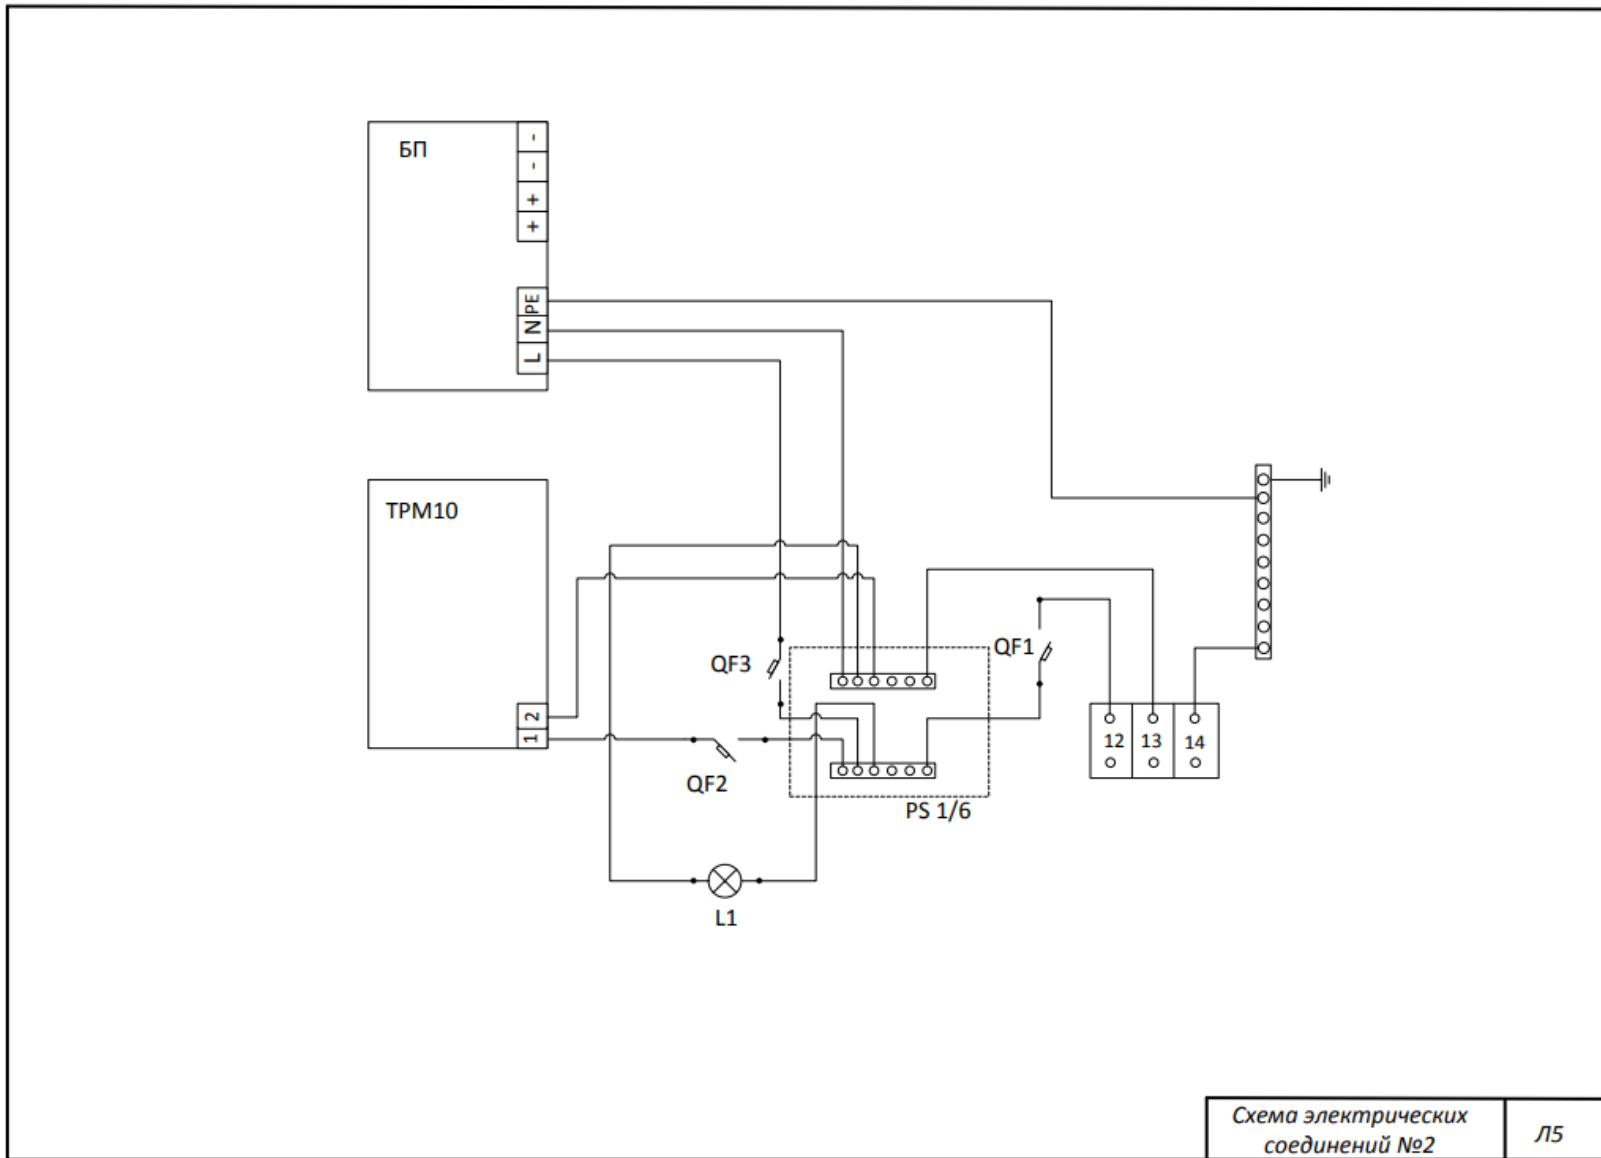 БП
-
-
+
+
PE
N
L
ТРМ10
2
1
QF3
QF1
QF2
12
13
14
PS 1/6
L1
Схема электрических
соединений №2
Л5